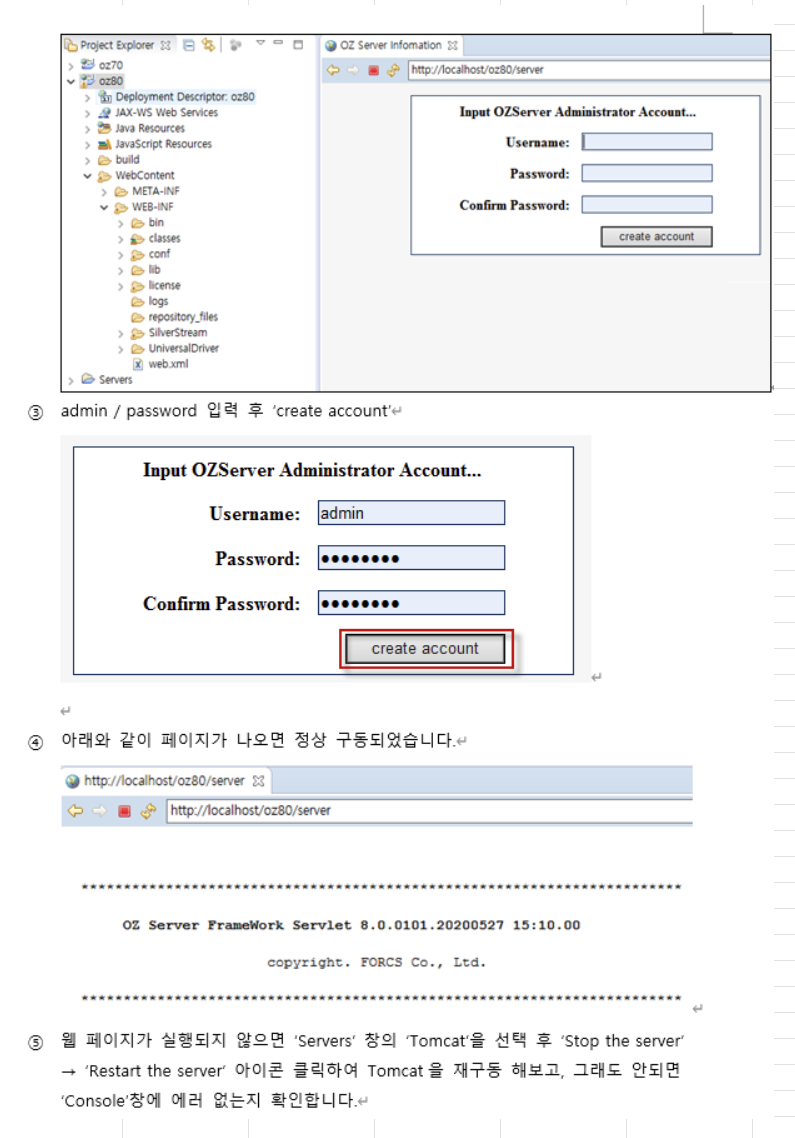 Project Explorer
OZ Server Infomation
oz70
http://localhost/oz80/server
oz80
Deployment Descriptor: oz80
JAX-WS Web Services
Java Resources
JavaScript Resources
build
WebContent
META-INF
WEB-INF
bin
classes
conf
lib
license
logs
repository_files
SilverStream
UniversalDriver
web.xml
Servers
Input OZServer Administrator Account...
Username:
Password:
Confirm Password:
create account
③ admin / password 입력 후 'create account'↵
Input OZServer Administrator Account...
Username: admin
Password: ●●●●●●●●
Confirm Password: ●●●●●●●●
create account
↵
↵
④ 아래와 같이 페이지가 나오면 정상 구동되었습니다.↵
http://localhost/oz80/server
http://localhost/oz80/server
************************************************************************
OZ Server FrameWork Servlet 8.0.0101.20200527 15:10.00
copyright. FORCS Co., Ltd.
************************************************************************ ↵
⑤ 웹 페이지가 실행되지 않으면 'Servers' 창의 'Tomcat'을 선택 후 'Stop the server'
→ 'Restart the server' 아이콘 클릭하여 Tomcat을 재구동 해보고, 그래도 안되면
'Console'창에 에러 없는지 확인합니다.↵